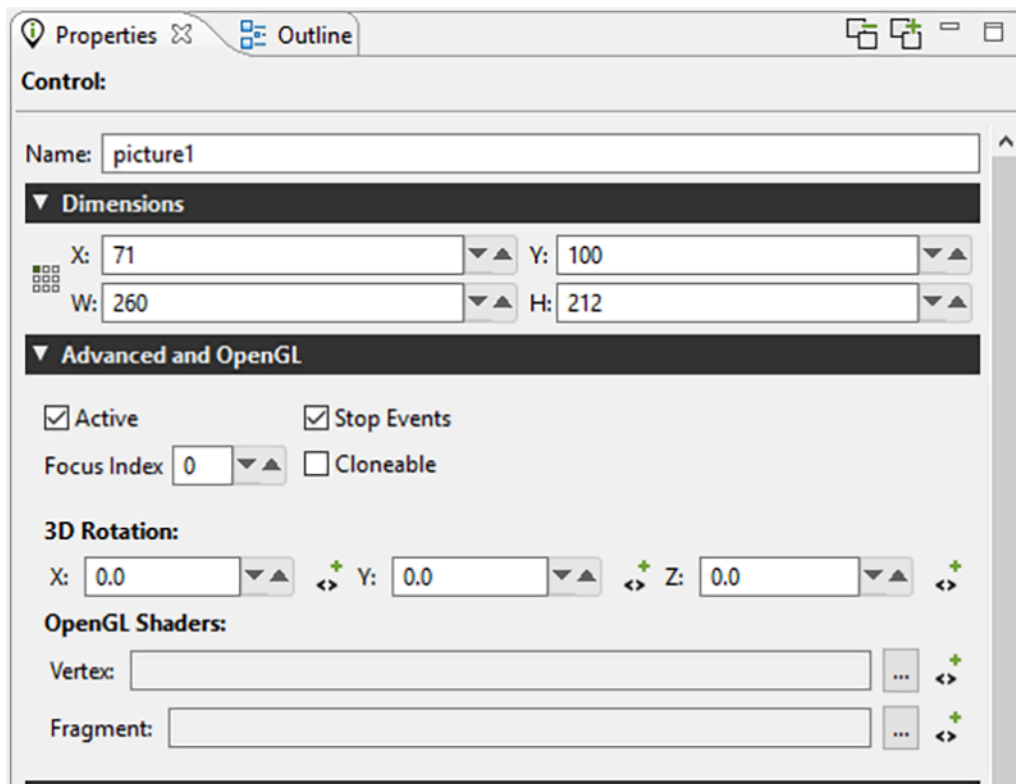 Properties Outline
Control:
Name: picture1
Dimensions
X: 71 Y: 100
W: 260 H: 212
Advanced and OpenGL
Active Stop Events
Focus Index 0 Cloneable
3D Rotation:
X: 0.0 <> Y: 0.0 <> Z: 0.0 <>
OpenGL Shaders:
Vertex: ... <>
Fragment: ... <>